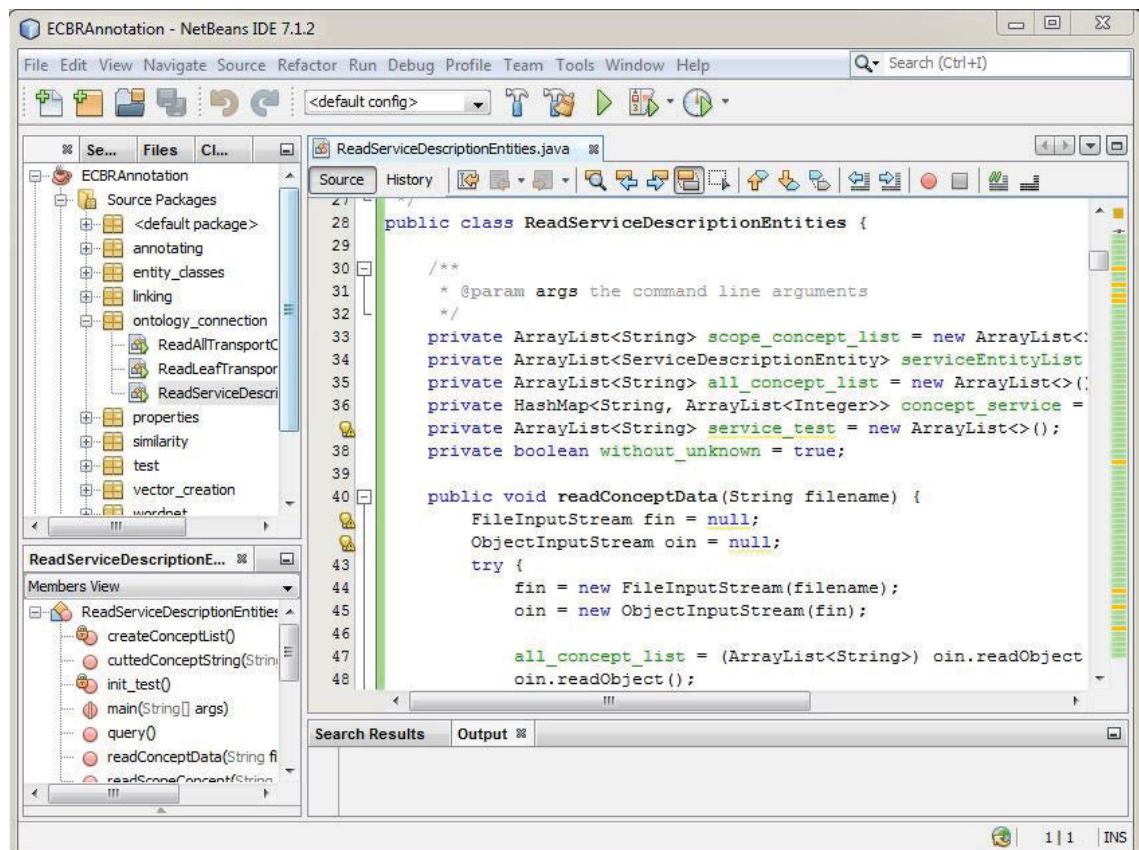 ECBRAnnotation - NetBeans IDE 7.1.2
File Edit View Navigate Source Refactor Run Debug Profile Team Tools Window Help
Search (Ctrl+I)
<default config>
Se... Files Cl...
ECBRAnnotation
Source Packages
<default package>
annotating
entity_classes
linking
ontology_connection
ReadAllTransportC
ReadLeafTranspor
ReadServiceDescri
properties
similarity
test
vector_creation
wordnet
ReadServiceDescriptionE...
Members View
ReadServiceDescriptionEntities
createConceptList()
cuttedConceptString(String
init_test()
main(String[] args)
query()
readConceptData(String fi
readScopeConcept(String
ReadServiceDescriptionEntities.java
Source History
27 */
28 public class ReadServiceDescriptionEntities {
29
30 /**
31 * @param args the command line arguments
32 */
33 private ArrayList<String> scope_concept_list = new ArrayList<>
34 private ArrayList<ServiceDescriptionEntity> serviceEntityList
35 private ArrayList<String> all_concept_list = new ArrayList<>()
36 private HashMap<String, ArrayList<Integer>> concept_service =
private ArrayList<String> service_test = new ArrayList<>();
38 private boolean without_unknown = true;
39
40 public void readConceptData(String filename) {
FileInputStream fin = null;
ObjectInputStream oin = null;
43 try {
44 fin = new FileInputStream(filename);
45 oin = new ObjectInputStream(fin);
46
47 all_concept_list = (ArrayList<String>) oin.readObject
48 oin.readObject();
Search Results Output
1|1 INS